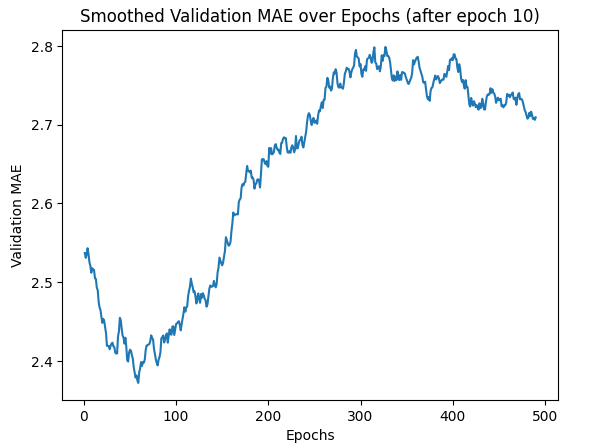 Smoothed Validation MAE over Epochs (after epoch 10)
2.8
2.7
2.6
2.5
2.4
Validation MAE
0 100 200 300 400 500
Epochs